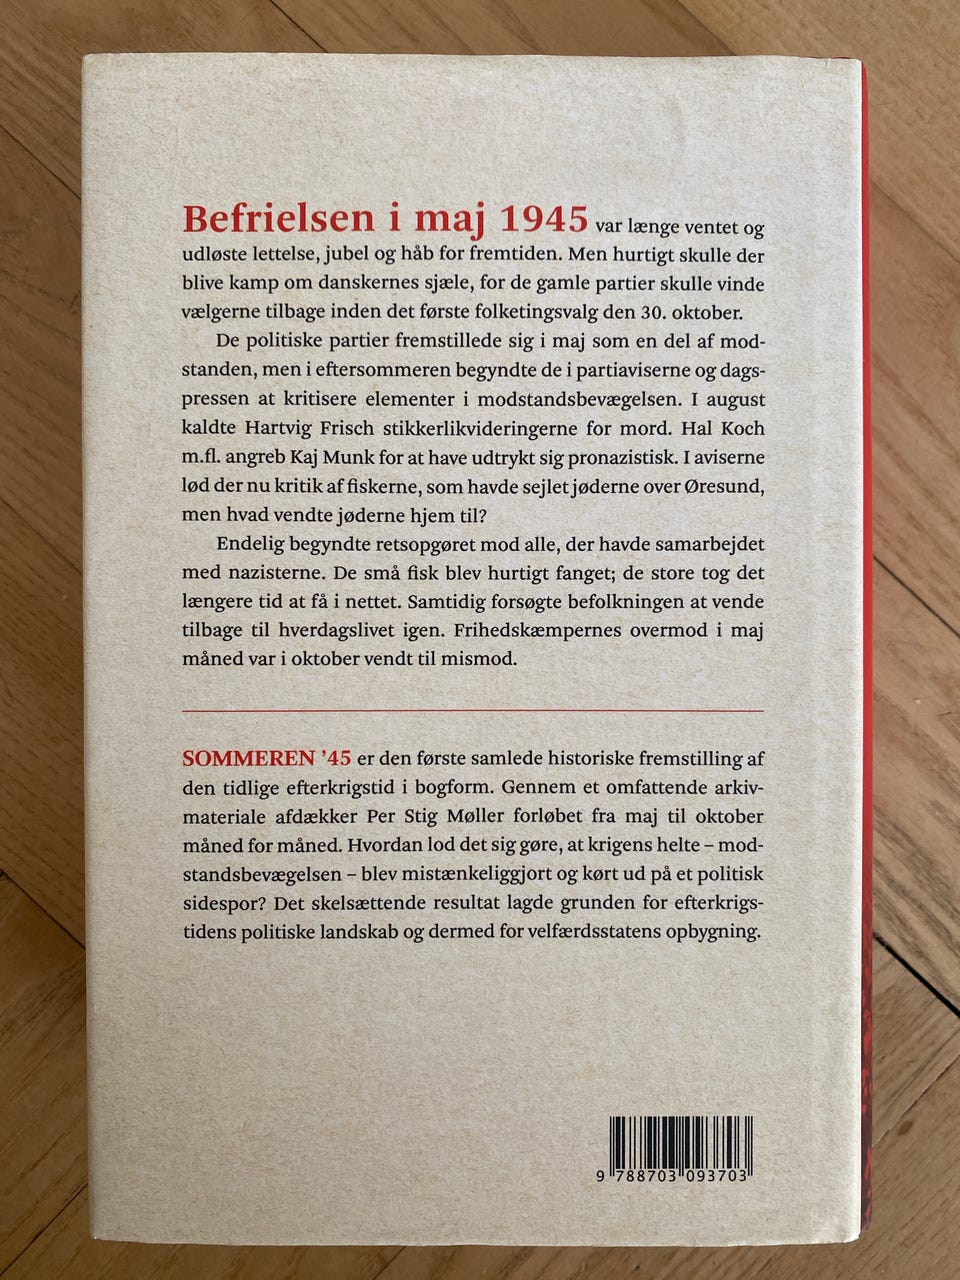 Befrielsen i maj 1945 var længe ventet og
udløste lettelse, jubel og håb for fremtiden. Men hurtigt skulle der
blive kamp om danskernes sjæle, for de gamle partier skulle vinde
vælgerne tilbage inden det første folketingsvalg den 30. oktober.
De politiske partier fremstillede sig i maj som en del af mod-
standen, men i eftersommeren begyndte de i partiaviserne og dags-
pressen at kritisere elementer i modstandsbevægelsen. I august
kaldte Hartvig Frisch stikkerlikvideringerne for mord. Hal Koch
m.fl. angreb Kaj Munk for at have udtrykt sig pronazistisk. I aviserne
lød der nu kritik af fiskerne, som havde sejlet jøderne over Øresund,
men hvad vendte jøderne hjem til?
Endelig begyndte retsopgøret mod alle, der havde samarbejdet
med nazisterne. De små fisk blev hurtigt fanget; de store tog det
længere tid at få i nettet. Samtidig forsøgte befolkningen at vende
tilbage til hverdagslivet igen. Frihedskæmpernes overmod i maj
måned var i oktober vendt til mismod.
SOMMEREN ’45 er den første samlede historiske fremstilling af
den tidlige efterkrigstid i bogform. Gennem et omfattende arkiv-
materiale afdækker Per Stig Møller forløbet fra maj til oktober
måned for måned. Hvordan lod det sig gøre, at krigens helte – mod-
standsbevægelsen – blev mistænkeliggjort og kørt ud på et politisk
sidespor? Det skelsættende resultat lagde grunden for efterkrigs-
tidens politiske landskab og dermed for velfærdsstatens opbygning.
9 788703 093703